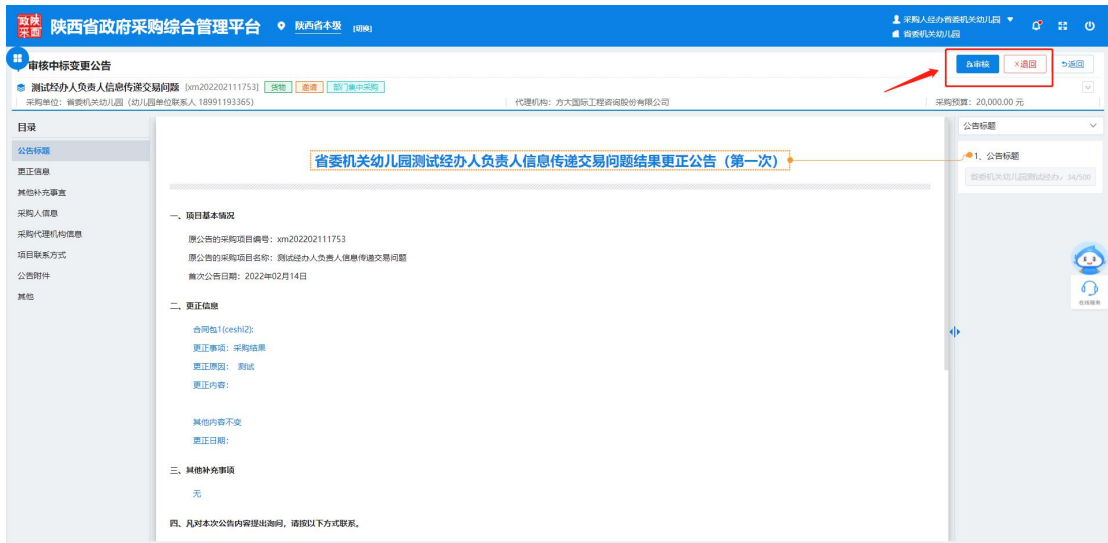 陕西省政府采购综合管理平台 陕西省本级 [切换]
采购人经办省委机关幼儿园
省委机关幼儿园
审核中标变更公告
审核 ×退回 返回
测试经办人负责人信息传递交易问题 [xm202202111753] 货物 邀请 部门集中采购
采购单位：省委机关幼儿园（幼儿园单位联系人 18991193365） 代理机构：方大国际工程咨询股份有限公司 采购预算：20,000.00 元
目录
公告标题
更正信息
其他补充事宜
采购人信息
采购代理机构信息
项目联系方式
公告附件
其他
省委机关幼儿园测试经办人负责人信息传递交易问题结果更正公告（第一次）
一、项目基本情况
原公告的采购项目编号：xm202202111753
原公告的采购项目名称：测试经办人负责人信息传递交易问题
首次公告日期：2022年02月14日
二、更正信息
合同包1(ceshi2):
更正事项：采购结果
更正原因： 测试
更正内容：
其他内容不变
更正日期：
三、其他补充事项
无
四、凡对本次公告内容提出询问，请按以下方式联系。
公告标题
1、公告标题
省委机关幼儿园测试经办 34/500
在线服务